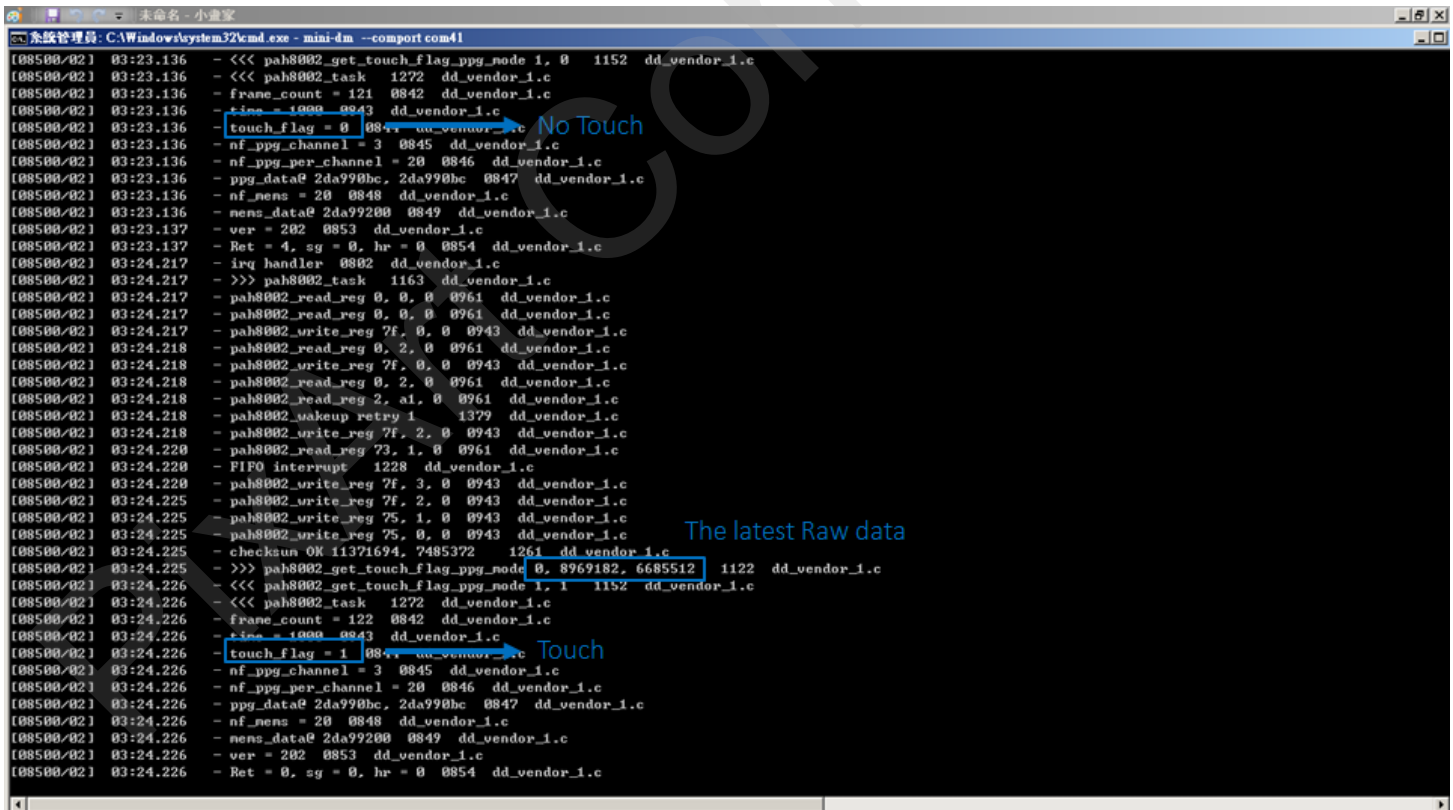 未命名 - 小畫家
系統管理員: C:\Windows\system32\cmd.exe - mini-dm --comport com41
[08500/02] 03:23.136 - <<< pah8002_get_touch_flag_ppg_mode 1, 0 1152 dd_vendor_1.c
[08500/02] 03:23.136 - <<< pah8002_task 1272 dd_vendor_1.c
[08500/02] 03:23.136 - frame_count = 121 0842 dd_vendor_1.c
[08500/02] 03:23.136 - time = 1000 0843 dd_vendor_1.c
[08500/02] 03:23.136 - touch_flag = 0 0844 dd_vendor_1.c No Touch
[08500/02] 03:23.136 - nf_ppg_channel = 3 0845 dd_vendor_1.c
[08500/02] 03:23.136 - nf_ppg_per_channel = 20 0846 dd_vendor_1.c
[08500/02] 03:23.136 - ppg_data@ 2da990bc, 2da990bc 0847 dd_vendor_1.c
[08500/02] 03:23.136 - nf_mems = 20 0848 dd_vendor_1.c
[08500/02] 03:23.136 - mems_data@ 2da99200 0849 dd_vendor_1.c
[08500/02] 03:23.137 - ver = 202 0853 dd_vendor_1.c
[08500/02] 03:23.137 - Ret = 4, sg = 0, hr = 0 0854 dd_vendor_1.c
[08500/02] 03:24.217 - irq handler 0802 dd_vendor_1.c
[08500/02] 03:24.217 - >>> pah8002_task 1163 dd_vendor_1.c
[08500/02] 03:24.217 - pah8002_read_reg 0, 0, 0 0961 dd_vendor_1.c
[08500/02] 03:24.217 - pah8002_read_reg 0, 0, 0 0961 dd_vendor_1.c
[08500/02] 03:24.217 - pah8002_write_reg 7f, 0, 0 0943 dd_vendor_1.c
[08500/02] 03:24.218 - pah8002_read_reg 0, 2, 0 0961 dd_vendor_1.c
[08500/02] 03:24.218 - pah8002_write_reg 7f, 0, 0 0943 dd_vendor_1.c
[08500/02] 03:24.218 - pah8002_read_reg 0, 2, 0 0961 dd_vendor_1.c
[08500/02] 03:24.218 - pah8002_read_reg 2, a1, 0 0961 dd_vendor_1.c
[08500/02] 03:24.218 - pah8002_wakeup retry 1 1379 dd_vendor_1.c
[08500/02] 03:24.218 - pah8002_write_reg 7f, 2, 0 0943 dd_vendor_1.c
[08500/02] 03:24.220 - pah8002_read_reg 73, 1, 0 0961 dd_vendor_1.c
[08500/02] 03:24.220 - FIFO interrupt 1228 dd_vendor_1.c
[08500/02] 03:24.220 - pah8002_write_reg 7f, 3, 0 0943 dd_vendor_1.c
[08500/02] 03:24.225 - pah8002_write_reg 7f, 2, 0 0943 dd_vendor_1.c
[08500/02] 03:24.225 - pah8002_write_reg 75, 1, 0 0943 dd_vendor_1.c
[08500/02] 03:24.225 - pah8002_write_reg 75, 0, 0 0943 dd_vendor_1.c The latest Raw data
[08500/02] 03:24.225 - checksum OK 11371694, 7485372 1261 dd_vendor_1.c
[08500/02] 03:24.225 - >>> pah8002_get_touch_flag_ppg_mode 0, 8969182, 6685512 1122 dd_vendor_1.c
[08500/02] 03:24.226 - <<< pah8002_get_touch_flag_ppg_mode 1, 1 1152 dd_vendor_1.c
[08500/02] 03:24.226 - <<< pah8002_task 1272 dd_vendor_1.c
[08500/02] 03:24.226 - frame_count = 122 0842 dd_vendor_1.c
[08500/02] 03:24.226 - time = 1000 0843 dd_vendor_1.c
[08500/02] 03:24.226 - touch_flag = 1 0844 dd_vendor_1.c Touch
[08500/02] 03:24.226 - nf_ppg_channel = 3 0845 dd_vendor_1.c
[08500/02] 03:24.226 - nf_ppg_per_channel = 20 0846 dd_vendor_1.c
[08500/02] 03:24.226 - ppg_data@ 2da990bc, 2da990bc 0847 dd_vendor_1.c
[08500/02] 03:24.226 - nf_mems = 20 0848 dd_vendor_1.c
[08500/02] 03:24.226 - mems_data@ 2da99200 0849 dd_vendor_1.c
[08500/02] 03:24.226 - ver = 202 0853 dd_vendor_1.c
[08500/02] 03:24.226 - Ret = 0, sg = 0, hr = 0 0854 dd_vendor_1.c